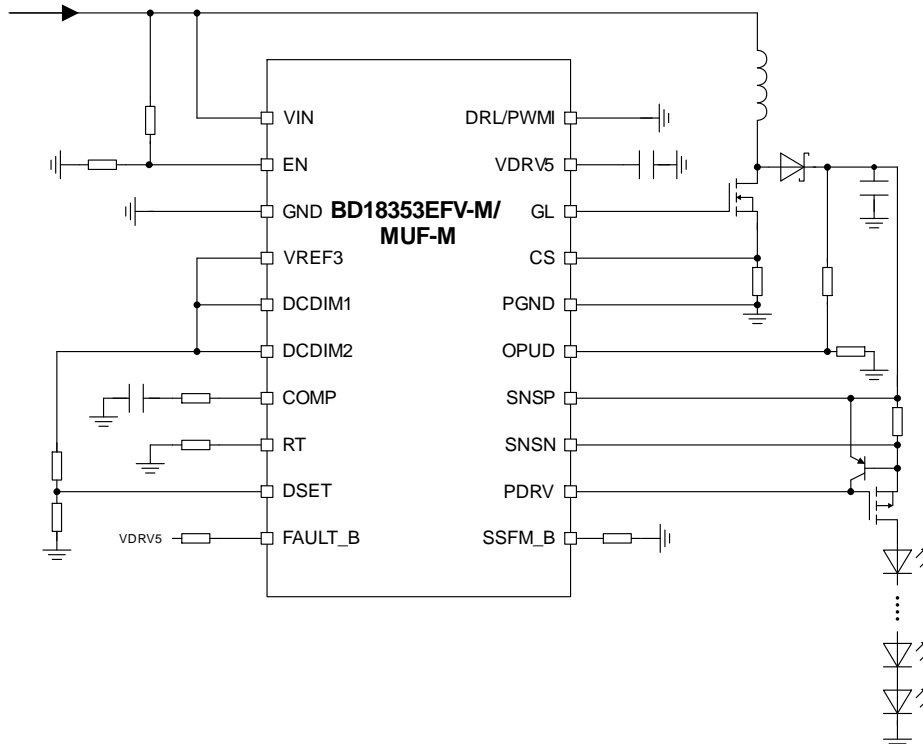 VIN
EN
GND
VREF3
DCDIM1
DCDIM2
COMP
RT
DSET
FAULT_B
VDRV5
BD18353EFV-M/
MUF-M
DRL/PWMI
VDRV5
GL
CS
PGND
OPUD
SNSP
SNSN
PDRV
SSFM_B